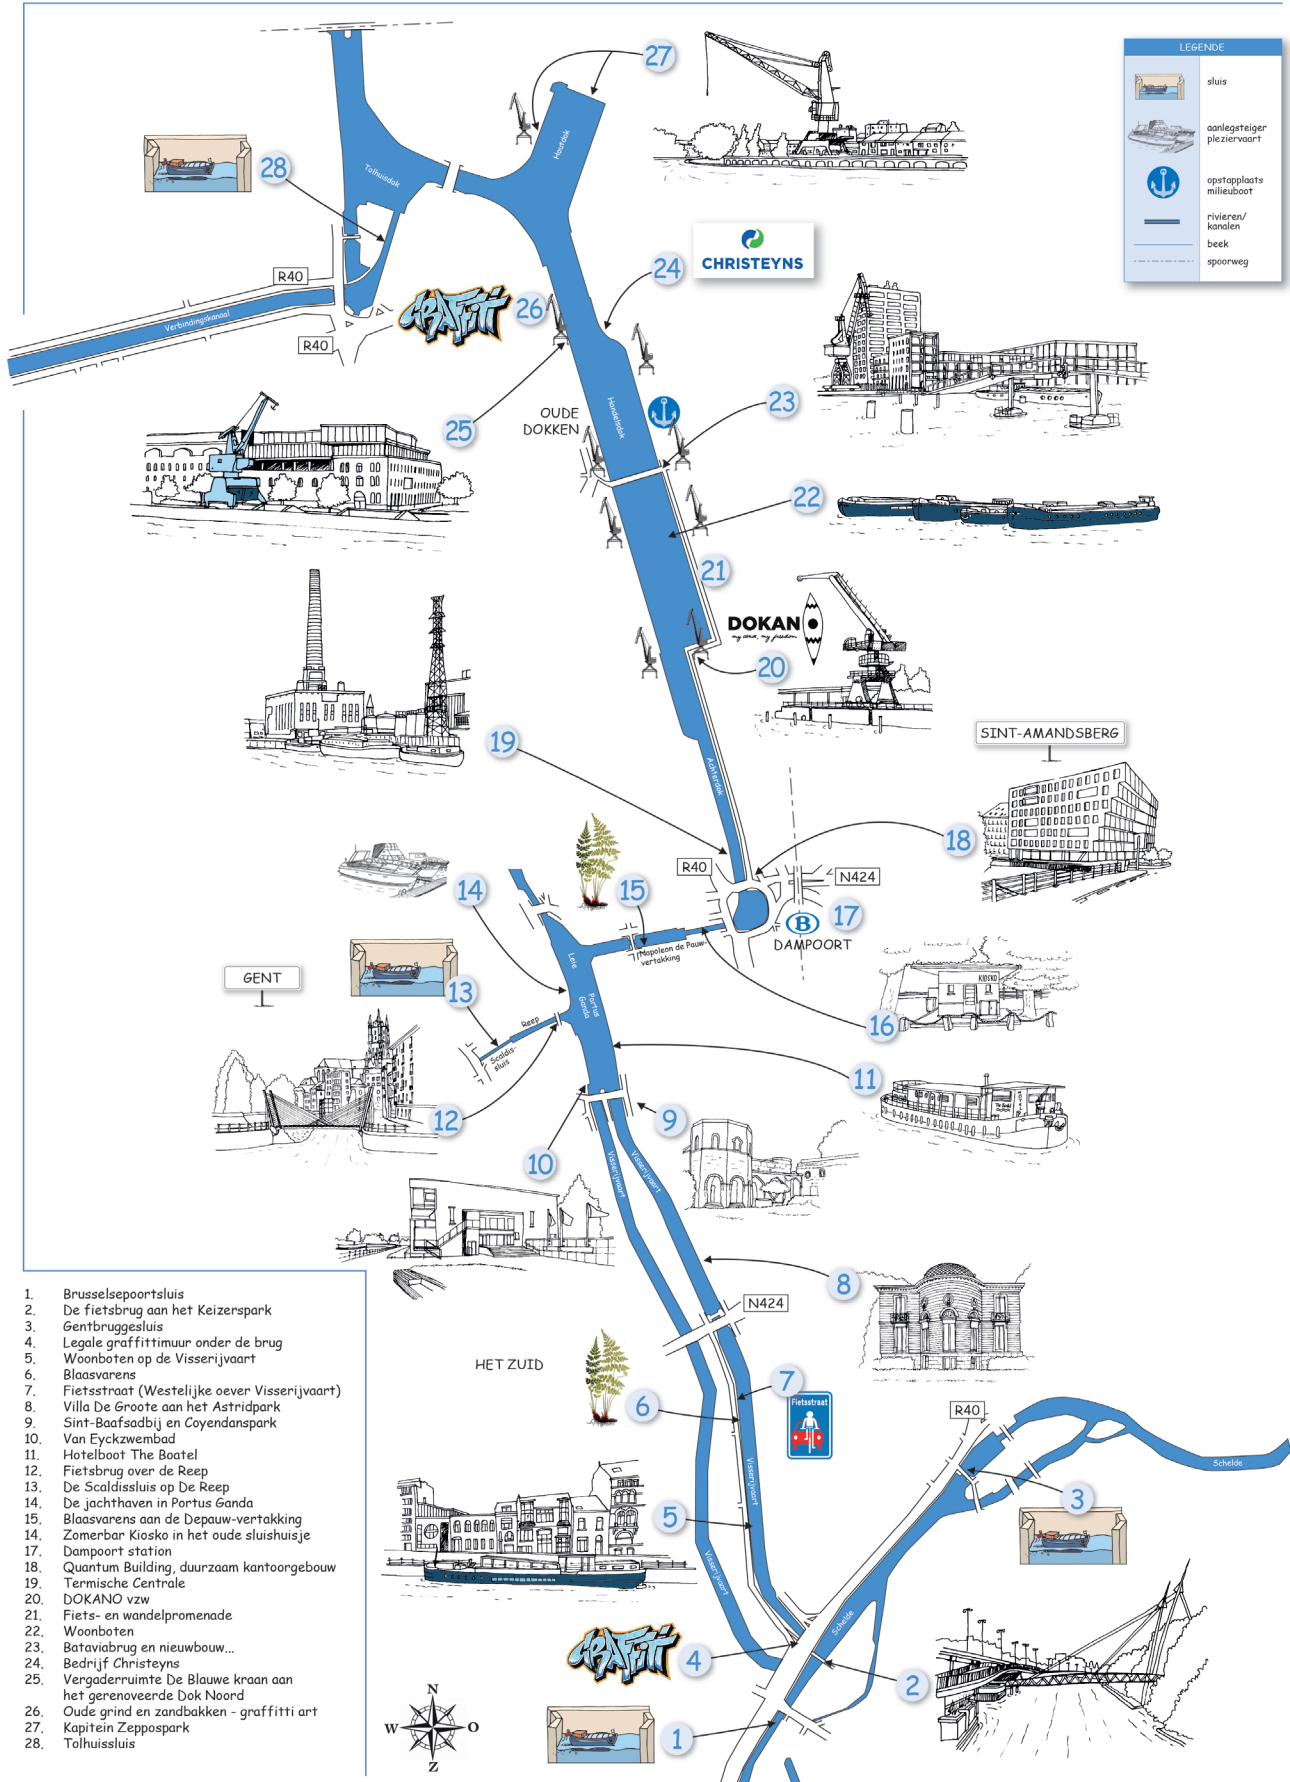 27
LEGENDE
sluis
aanlegsteiger
pleziervaart
opstapplaats
milieuboot
rivieren/
kanalen
beek
spoorweg
Houtdok
Tolhuisdok
28
24
CHRISTEYNS
R40
GRAFFITI
26
Verbindingskanaal
R40
25
OUDE
DOKKEN
Handelsdok
23
22
21
DOKANO
my canoe, my freedom
20
19
Achterdok
SINT-AMANDSBERG
18
R40
N424
14
15
B
17
DAMPOORT
Napoleon de Pauw-
vertakking
Leie
GENT
13
Portus
Ganda
KIOSKO
16
Reep
Scaldis-
sluis
11
12
9
10
Visserijvaart
Visserijvaart
8
N424
HET ZUID
7
6
Fietsstraat
R40
Schelde
Visserijvaart
3
5
Visserijvaart
Schelde
GRAFFITI
4
2
1
N
W
O
Z
1. Brusselsepoortsluis
2. De fietsbrug aan het Keizerspark
3. Gentbruggesluis
4. Legale graffittimuur onder de brug
5. Woonboten op de Visserijvaart
6. Blaasvarens
7. Fietsstraat (Westelijke oever Visserijvaart)
8. Villa De Groote aan het Astridpark
9. Sint-Baafsadbij en Coyendanspark
10. Van Eyckzwembad
11. Hotelboot The Boatel
12. Fietsbrug over de Reep
13. De Scaldissluis op De Reep
14. De jachthaven in Portus Ganda
15. Blaasvarens aan de Depauw-vertakking
14. Zomerbar Kiosko in het oude sluishuisje
17. Dampoort station
18. Quantum Building, duurzaam kantoorgebouw
19. Termische Centrale
20. DOKANO vzw
21. Fiets- en wandelpromenade
22. Woonboten
23. Bataviabrug en nieuwbouw...
24. Bedrijf Christeyns
25. Vergaderruimte De Blauwe kraan aan
het gerenoveerde Dok Noord
26. Oude grind en zandbakken - graffitti art
27. Kapitein Zeppospark
28. Tolhuissluis